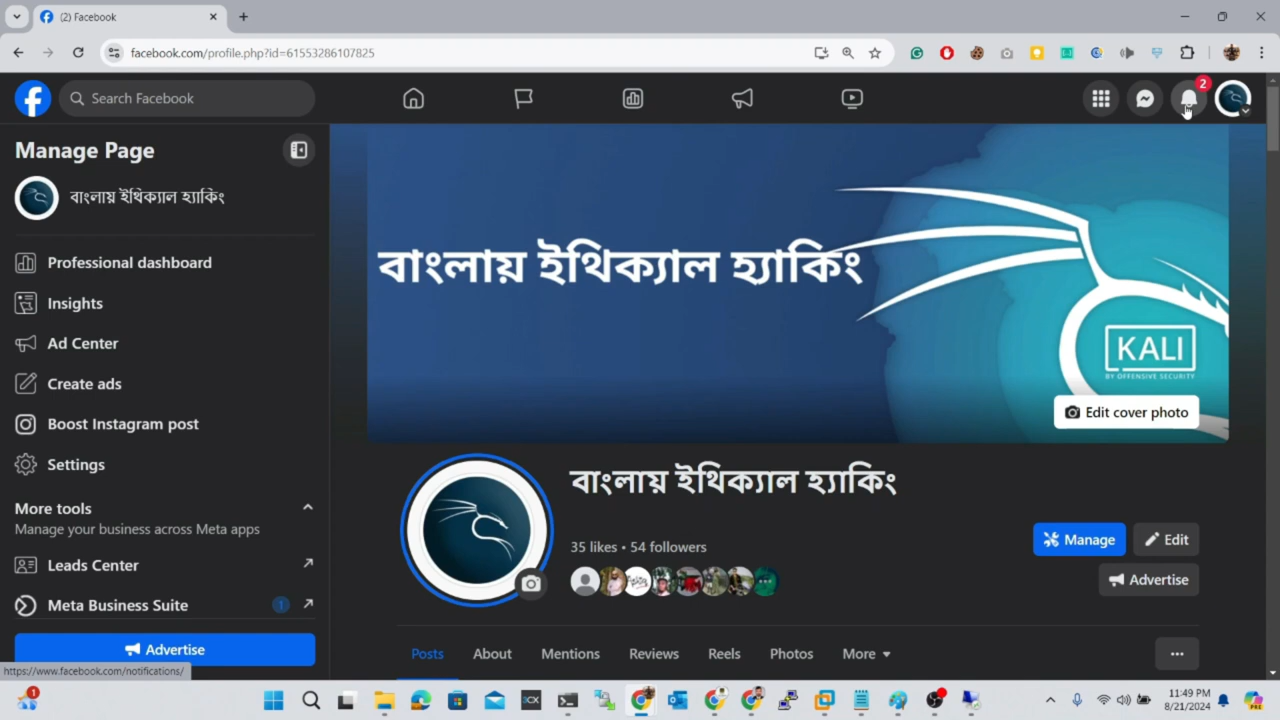 (2) Facebook
facebook.com/profile.php?id=61553286107825
Search Facebook
2
Manage Page
বাংলায় ইথিক্যাল হ্যাকিং
Professional dashboard
Insights
Ad Center
Create ads
Boost Instagram post
Settings
More tools
Manage your business across Meta apps
Leads Center
Meta Business Suite
1
Advertise
https://www.facebook.com/notifications/
বাংলায় ইথিক্যাল হ্যাকিং
KALI
BY OFFENSIVE SECURITY
Edit cover photo
বাংলায় ইথিক্যাল হ্যাকিং
35 likes • 54 followers
Manage
Edit
Advertise
Posts
About
Mentions
Reviews
Reels
Photos
More
1
11:49 PM
8/21/2024